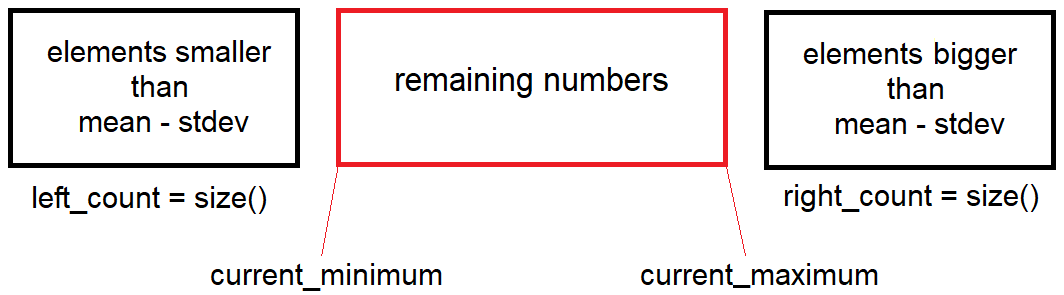 elements smaller
than
mean - stdev
remaining numbers
elements bigger
than
mean - stdev
left_count = size()
right_count = size()
current_minimum
current_maximum